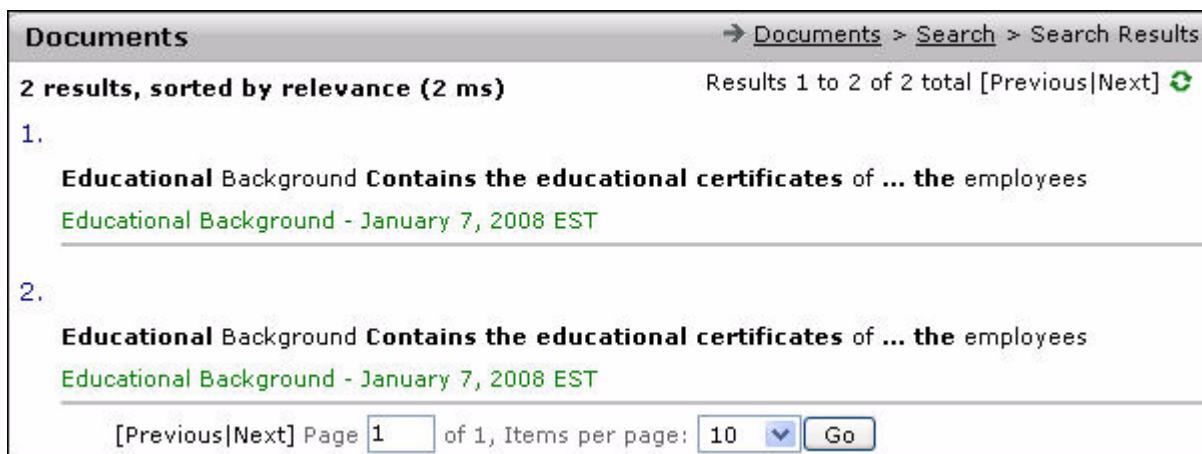 Documents → Documents > Search > Search Results
2 results, sorted by relevance (2 ms) Results 1 to 2 of 2 total [Previous|Next]
1.
Educational Background Contains the educational certificates of ... the employees
Educational Background - January 7, 2008 EST
2.
Educational Background Contains the educational certificates of ... the employees
Educational Background - January 7, 2008 EST
[Previous|Next] Page 1 of 1, Items per page: 10 Go